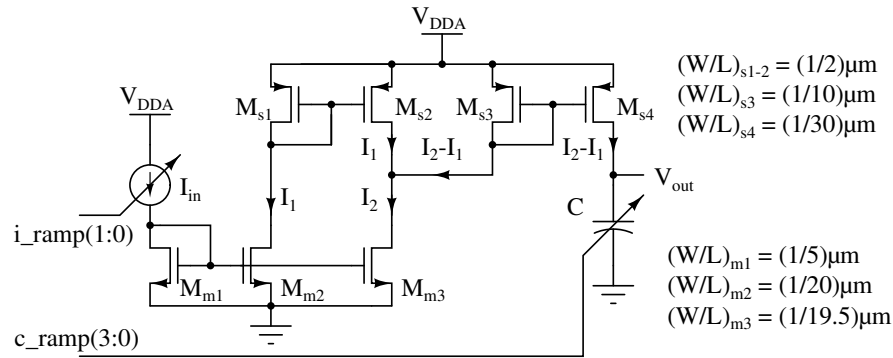 V_DDA
(W/L)_s1-2 = (1/2)μm
(W/L)_s3 = (1/10)μm
(W/L)_s4 = (1/30)μm
V_DDA
M_s1
M_s2
M_s3
M_s4
I_1
I_2-I_1
I_2-I_1
I_in
I_1
I_2
C
V_out
i_ramp(1:0)
M_m1
M_m2
M_m3
(W/L)_m1 = (1/5)μm
(W/L)_m2 = (1/20)μm
(W/L)_m3 = (1/19.5)μm
c_ramp(3:0)